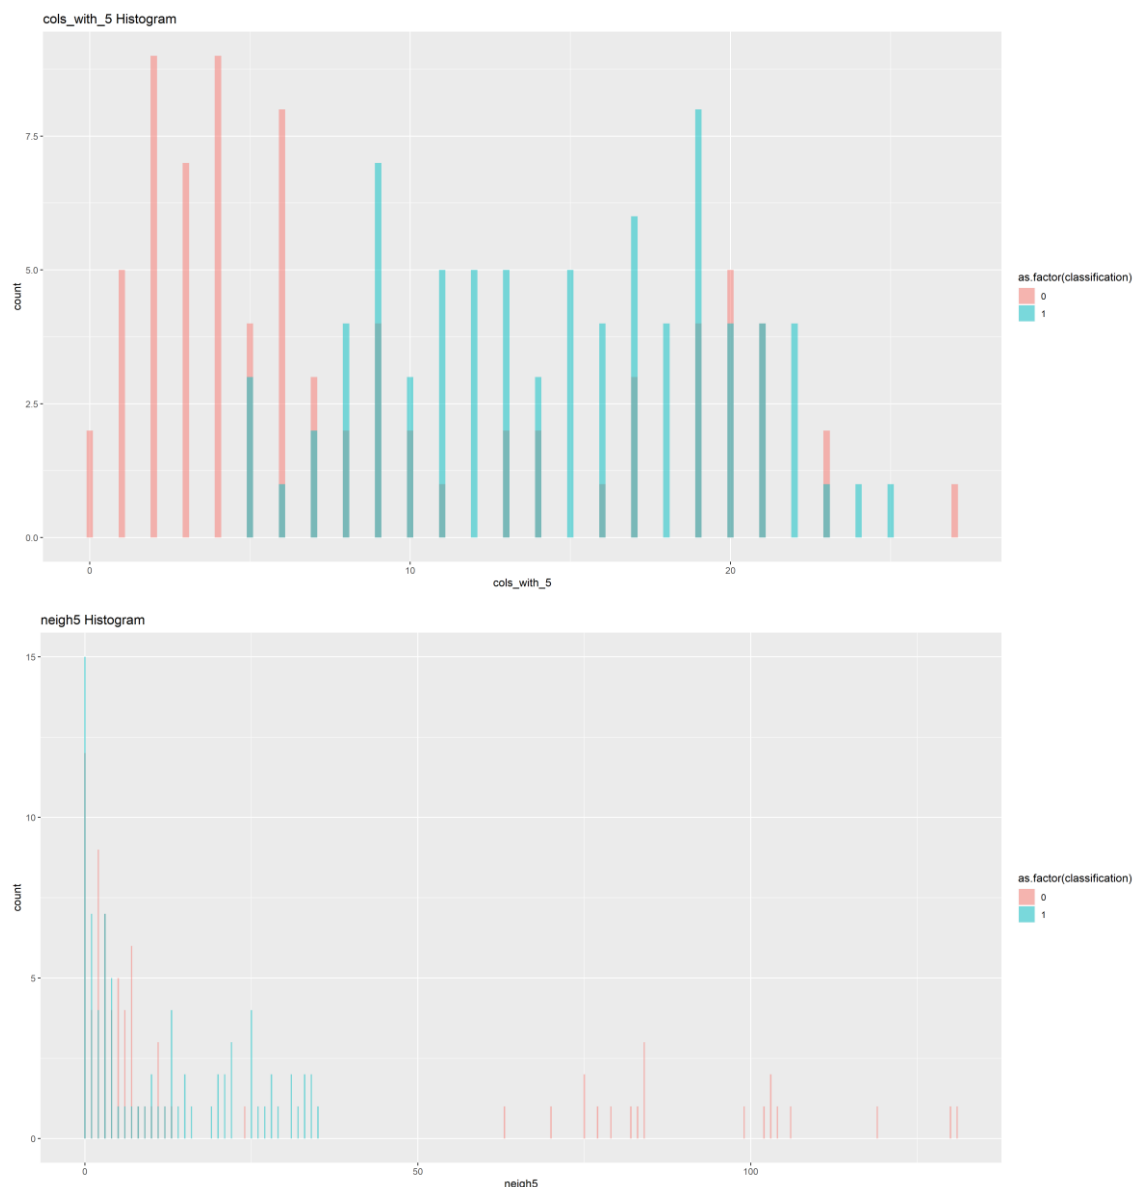 cols_with_5 Histogram
7.5
5.0
2.5
0.0
count
0
10
20
cols_with_5
as.factor(classification)
0
1
neigh5 Histogram
15
10
5
0
count
0
50
100
neigh5
as.factor(classification)
0
1